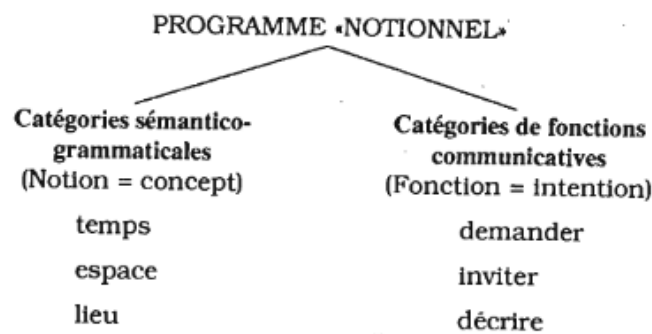 PROGRAMME «NOTIONNEL»
Catégories sémantico-
grammaticales
(Notion = concept)
temps
espace
lieu
Catégories de fonctions
communicatives
(Fonction = intention)
demander
inviter
décrire